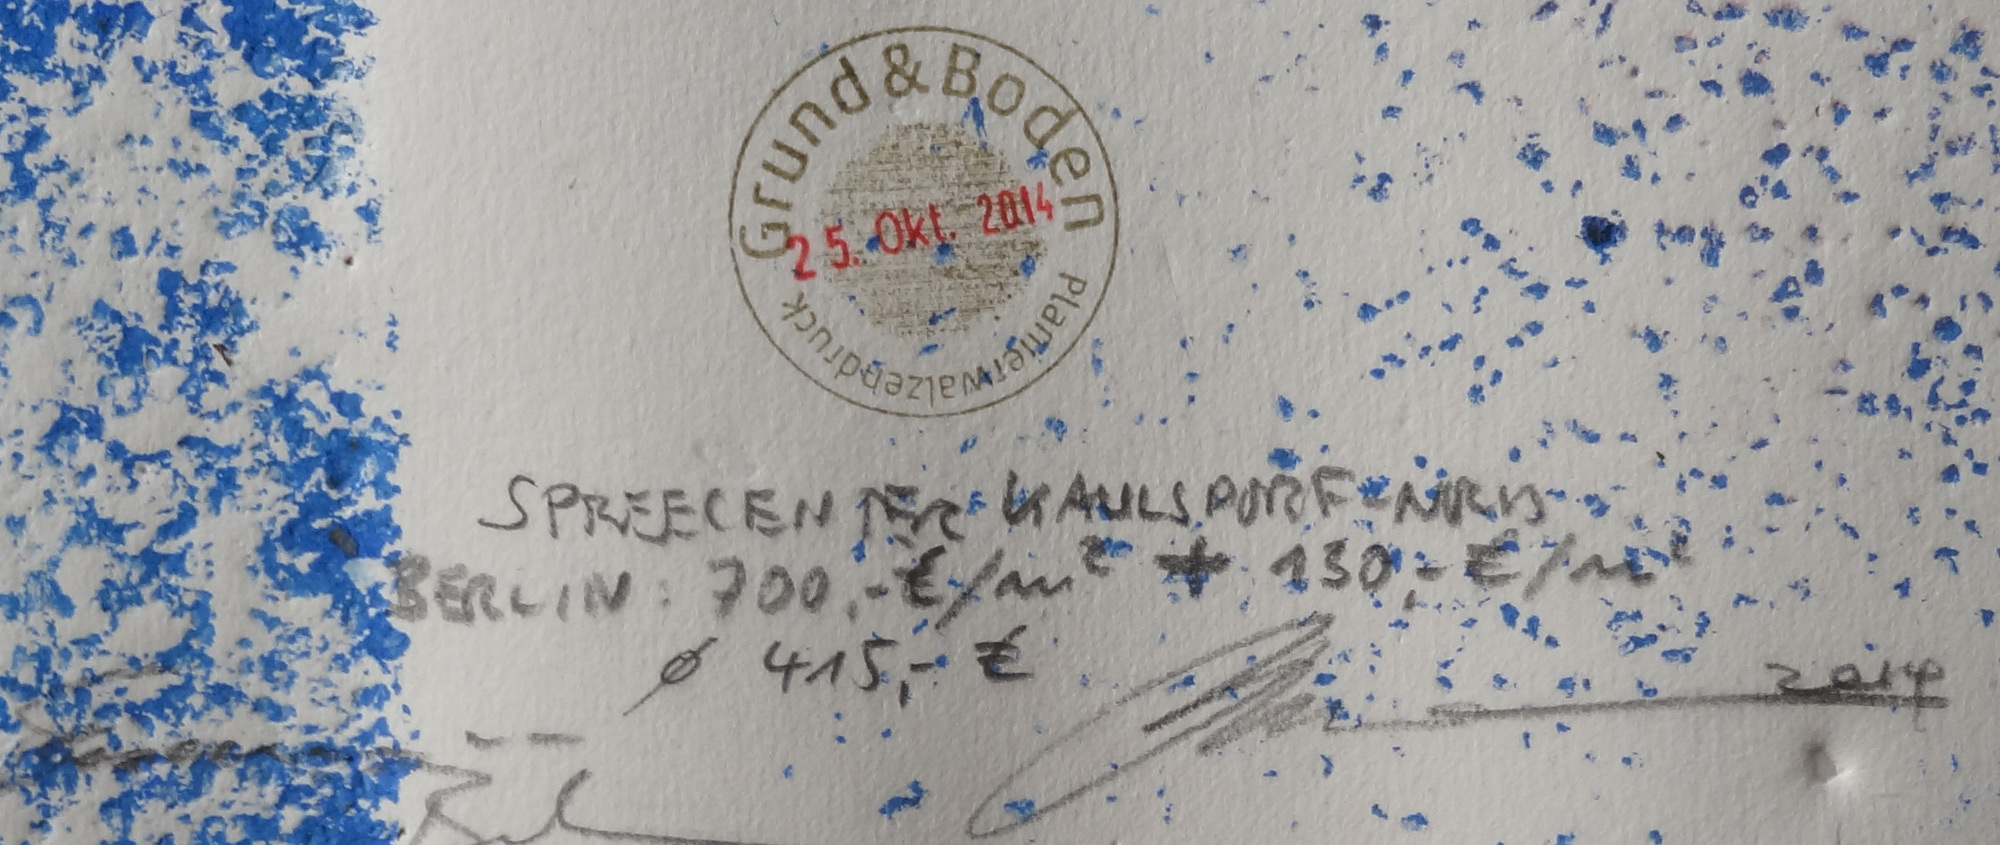 Grund & Boden
25. Okt. 2014
Planierwalzendruck
SPREECENTER KAULSDORF-NORD
BERLIN: 700,-€/m² + 130,-€/m²
ø 415,- €
2014